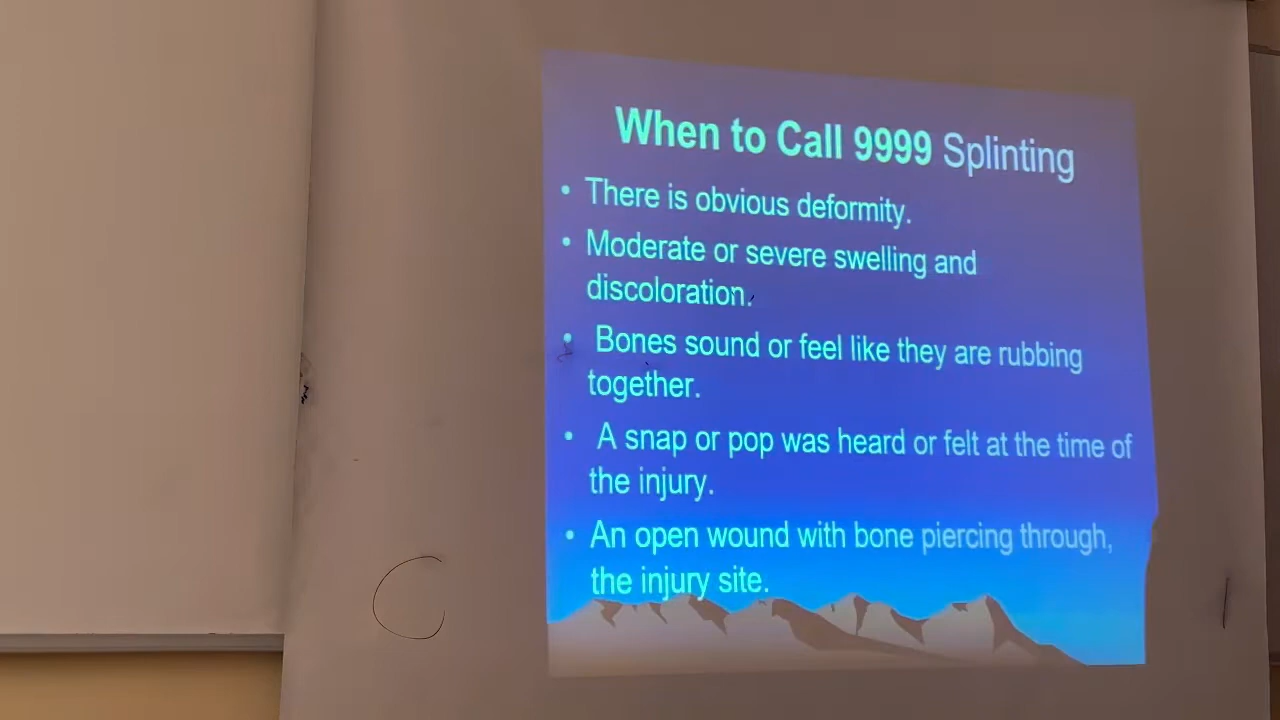 When to Call 9999 Splinting
• There is obvious deformity.
• Moderate or severe swelling and
discoloration.
• Bones sound or feel like they are rubbing
together.
• A snap or pop was heard or felt at the time of
the injury.
• An open wound with bone piercing through,
the injury site.